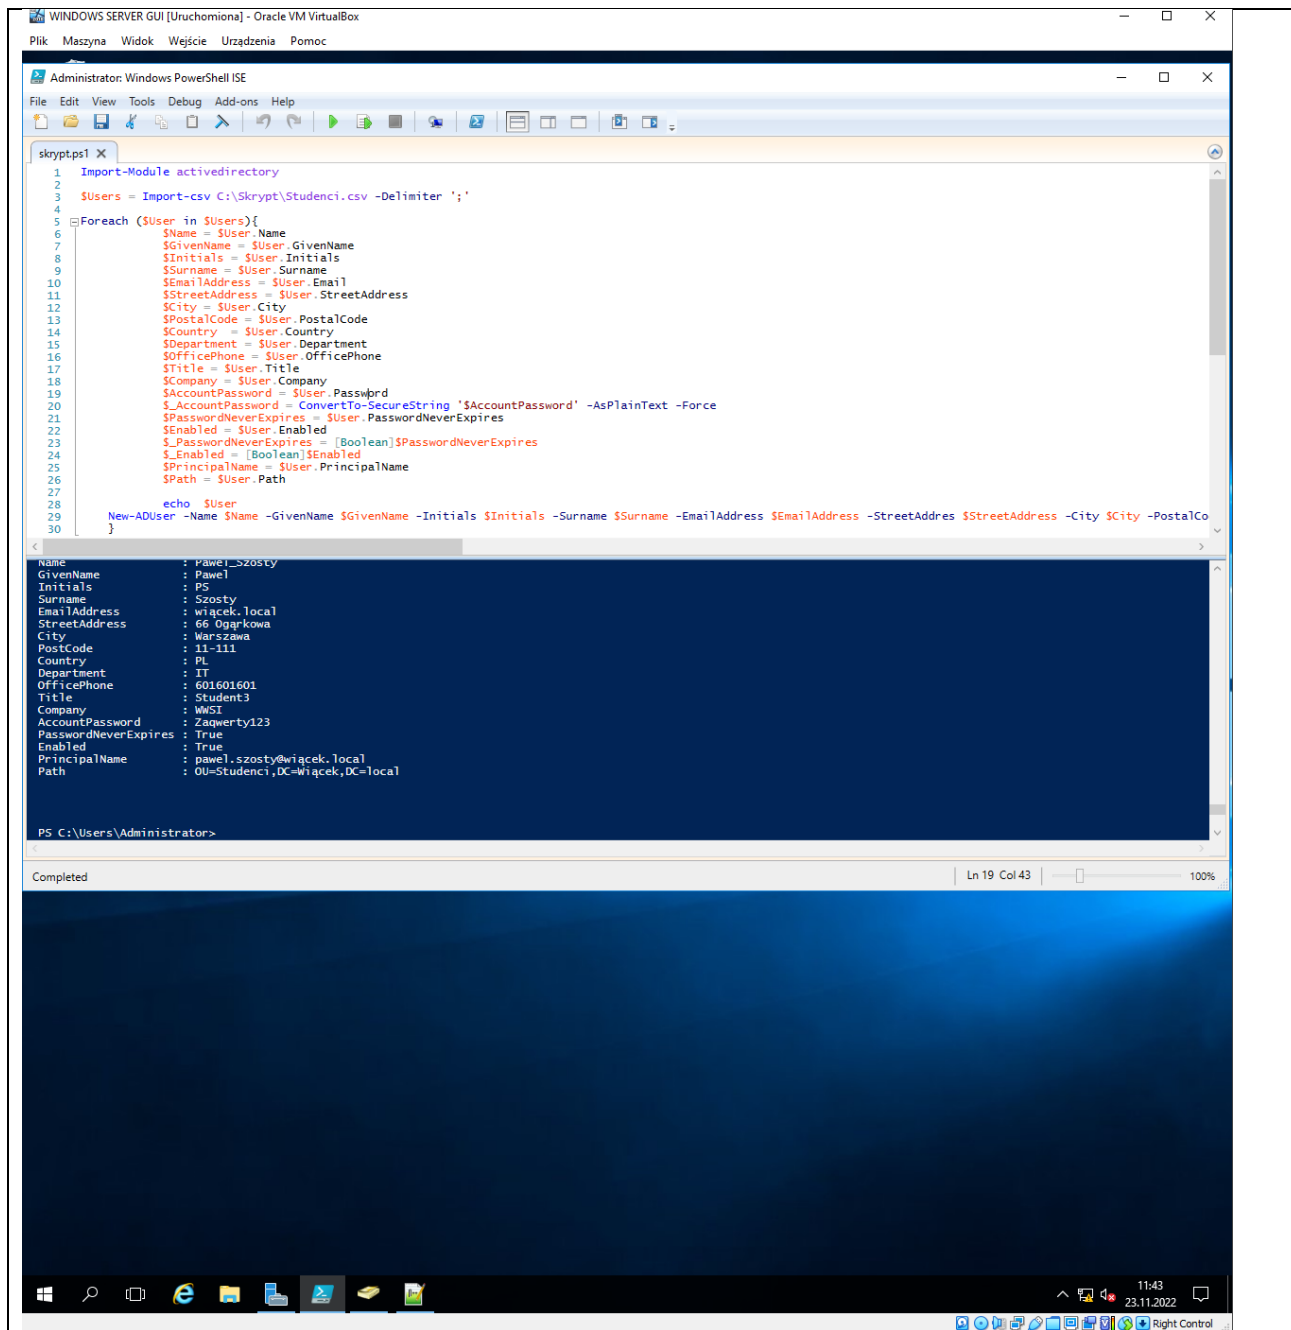 WINDOWS SERVER GUI [Uruchomiona] - Oracle VM VirtualBox
Plik Maszyna Widok Wejście Urządzenia Pomoc
Administrator: Windows PowerShell ISE
File Edit View Tools Debug Add-ons Help
skrypt.ps1
1 Import-Module activedirectory
2
3 $Users = Import-csv C:\Skrypt\Studenci.csv -Delimiter ';'
4
5 Foreach ($User in $Users){
6 $Name = $User.Name
7 $GivenName = $User.GivenName
8 $Initials = $User.Initials
9 $Surname = $User.Surname
10 $EmailAddress = $User.Email
11 $StreetAddress = $User.StreetAddress
12 $City = $User.City
13 $PostalCode = $User.PostalCode
14 $Country  = $User.Country
15 $Department = $User.Department
16 $OfficePhone = $User.OfficePhone
17 $Title = $User.Title
18 $Company = $User.Company
19 $AccountPassword = $User.Password
20 $_AccountPassword = ConvertTo-SecureString '$AccountPassword' -AsPlainText -Force
21 $PasswordNeverExpires = $User.PasswordNeverExpires
22 $Enabled = $User.Enabled
23 $_PasswordNeverExpires = [Boolean]$PasswordNeverExpires
24 $_Enabled = [Boolean]$Enabled
25 $PrincipalName = $User.PrincipalName
26 $Path = $User.Path
27
28 echo  $User
29 New-ADUser -Name $Name -GivenName $GivenName -Initials $Initials -Surname $Surname -EmailAddress $EmailAddress -StreetAddres $StreetAddress -City $City -PostalCo
30 }
Name : Pawel_Szosty
GivenName : Pawel
Initials : PS
Surname : Szosty
EmailAddress : wiącek.local
StreetAddress : 66 Ogąrkowa
City : Warszawa
PostCode : 11-111
Country : PL
Department : IT
OfficePhone : 601601601
Title : Student3
Company : WWSI
AccountPassword : Zaqwerty123
PasswordNeverExpires : True
Enabled : True
PrincipalName : pawel.szosty@wiącek.local
Path : OU=Studenci,DC=Wiącek,DC=local
PS C:\Users\Administrator>
Completed
Ln 19 Col 43
100%
11:43
23.11.2022
Right Control